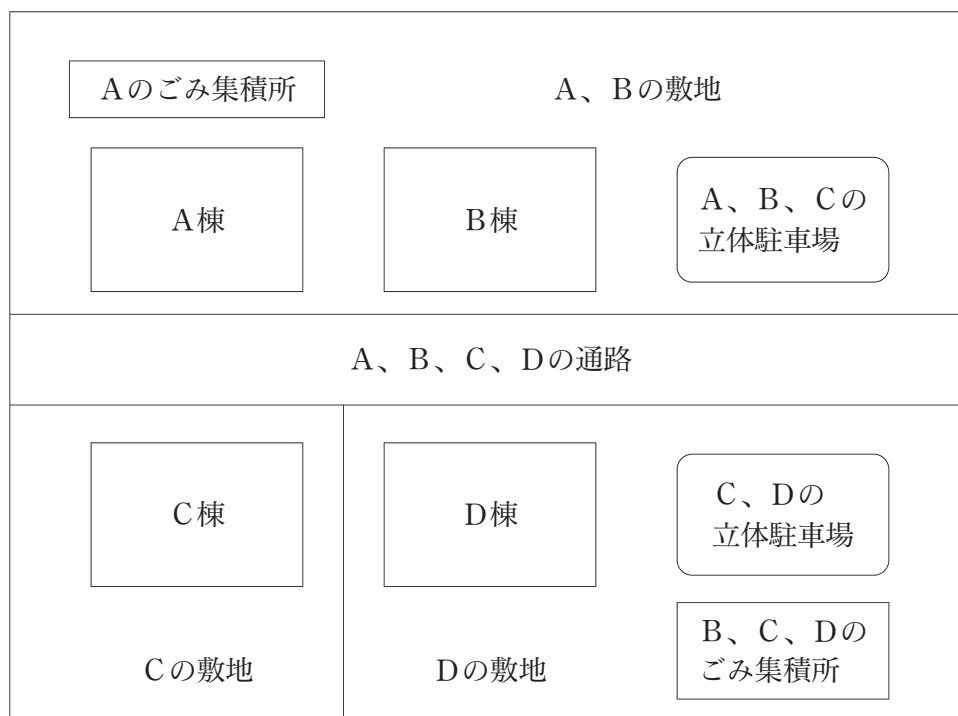 Ａのごみ集積所
Ａ、Ｂの敷地
Ａ棟
Ｂ棟
Ａ、Ｂ、Ｃの
立体駐車場
Ａ、Ｂ、Ｃ、Ｄの通路
Ｃ棟
Ｄ棟
Ｃ、Ｄの
立体駐車場
Ｃの敷地
Ｄの敷地
Ｂ、Ｃ、Ｄの
ごみ集積所